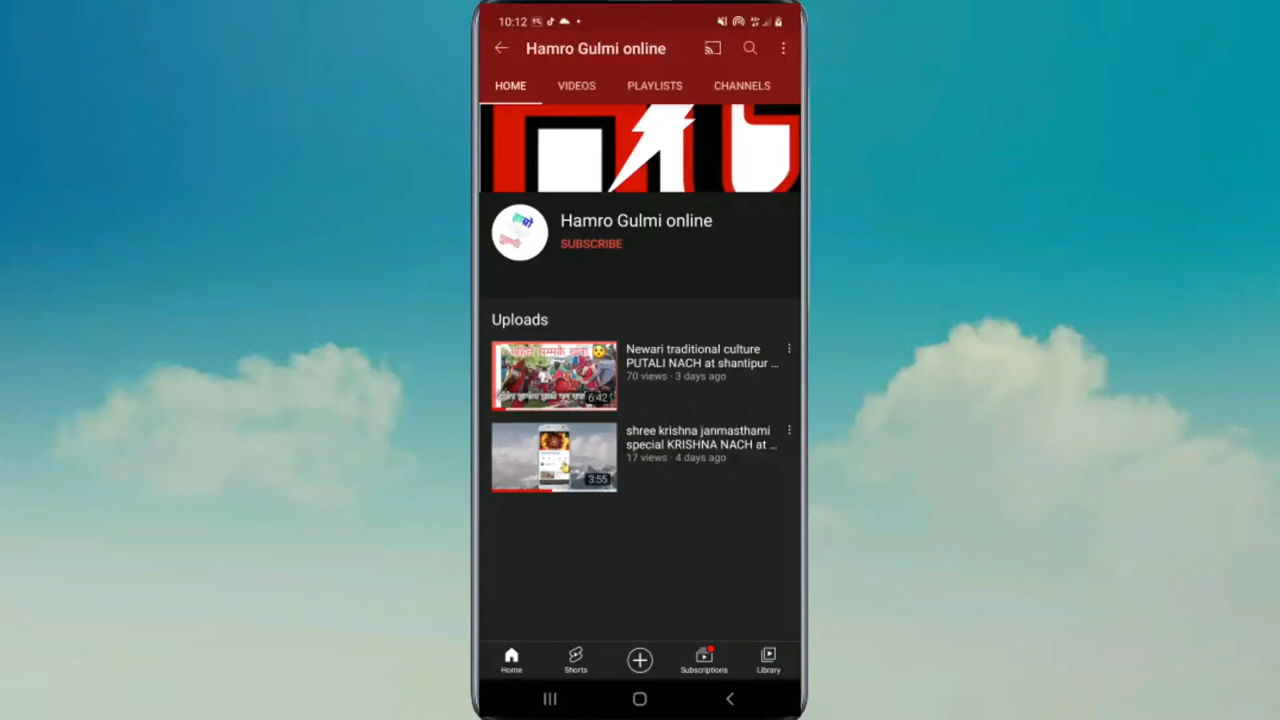 10:12
Hamro Gulmi online
HOME VIDEOS PLAYLISTS CHANNELS
Hamro Gulmi online
SUBSCRIBE
Uploads
Newari traditional culture
PUTALI NACH at shantipur ...
70 views · 3 days ago
6:42
shree krishna janmasthami
special KRISHNA NACH at ...
17 views · 4 days ago
3:55
Home Shorts Subscriptions Library